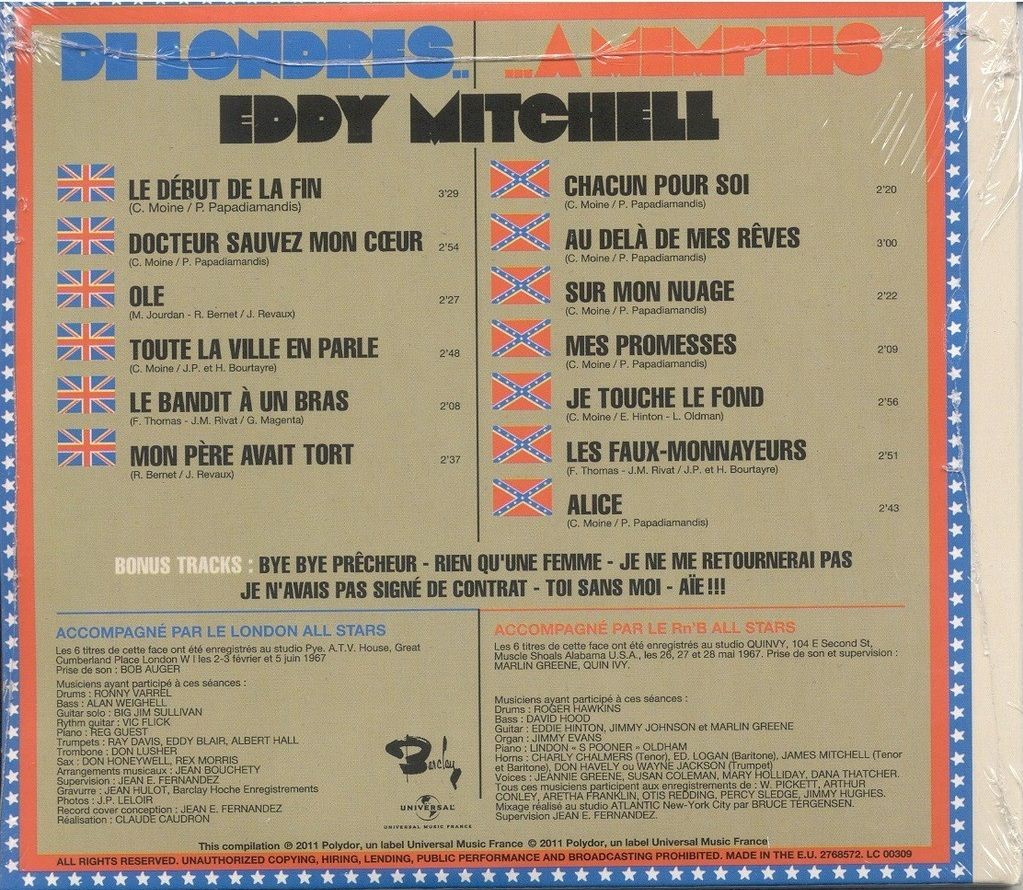 DE LONDRES..
...A MEMPHIS
EDDY MITCHELL
LE DÉBUT DE LA FIN 3'29
(C. Moine / P. Papadiamandis)
DOCTEUR SAUVEZ MON CŒUR 2'54
(C. Moine / P. Papadiamandis)
OLE 2'27
(M. Jourdan - R. Bernet / J. Revaux)
TOUTE LA VILLE EN PARLE 2'48
(C. Moine / J.P. et H. Bourtayre)
LE BANDIT À UN BRAS 2'08
(F. Thomas - J.M. Rivat / G. Magenta)
MON PÈRE AVAIT TORT 2'37
(R. Bernet / J. Revaux)
CHACUN POUR SOI 2'20
(C. Moine / P. Papadiamandis)
AU DELÀ DE MES RÊVES 3'00
(C. Moine / P. Papadiamandis)
SUR MON NUAGE 2'22
(C. Moine / P. Papadiamandis)
MES PROMESSES 2'09
(C. Moine / P. Papadiamandis)
JE TOUCHE LE FOND 2'56
(C. Moine / E. Hinton - L. Oldman)
LES FAUX-MONNAYEURS 2'51
(F. Thomas - J.M. Rivat / J.P. et H. Bourtayre)
ALICE 2'43
(C. Moine / P. Papadiamandis)
BONUS TRACKS : BYE BYE PRÊCHEUR - RIEN QU'UNE FEMME - JE NE ME RETOURNERAI PAS
JE N'AVAIS PAS SIGNÉ DE CONTRAT - TOI SANS MOI - AÏE !!!
ACCOMPAGNÉ PAR LE LONDON ALL STARS
Les 6 titres de cette face ont été enregistrés au studio Pye. A.T.V. House, Great
Cumberland Place London W I les 2-3 février et 5 juin 1967
Prise de son : BOB AUGER
Musiciens ayant participé à ces séances :
Drums : RONNY VARREL
Bass : ALAN WEIGHELL
Guitar solo : BIG JIM SULLIVAN
Rythm guitar : VIC FLICK
Piano : REG GUEST
Trumpets : RAY DAVIS, EDDY BLAIR, ALBERT HALL
Trombone : DON LUSHER
Sax : DON HONEYWELL, REX MORRIS
Arrangements musicaux : JEAN BOUCHETY
Supervision : JEAN E. FERNANDEZ
Gravurre : JEAN HULOT, Barclay Hoche Enregistrements
Photos : J.P. LELOIR
Record cover conception : JEAN E. FERNANDEZ
Réalisation : CLAUDE CAUDRON
Barclay
UNIVERSAL
UNIVERSAL MUSIC FRANCE
ACCOMPAGNÉ PAR LE Rn'B ALL STARS
Les 6 titres de cette face ont été enregistrés au studio QUINVY, 104 E Second St,
Muscle Shoals Alabama U.S.A., les 26, 27 et 28 mai 1967. Prise de son et supervision :
MARLIN GREENE, QUIN IVY.
Musiciens ayant participé à ces séances :
Drums : ROGER HAWKINS
Bass : DAVID HOOD
Guitar : EDDIE HINTON, JIMMY JOHNSON et MARLIN GREENE
Organ : JIMMY EVANS
Piano : LINDON « S POONER » OLDHAM
Horns : CHARLY CHALMERS (Tenor), ED. LOGAN (Baritone), JAMES MITCHELL (Tenor
et Baritone), DON HAVELY ou WAYNE JACKSON (Trumpet)
Voices : JEANNIE GREENE, SUSAN COLEMAN, MARY HOLLIDAY, DANA THATCHER.
Tous ces musiciens participent aux enregistrements de : W. PICKETT, ARTHUR
CONLEY, ARETHA FRANKLIN, OTIS REDDING, PERCY SLEDGE, JIMMY HUGHES.
Mixage réalisé au studio ATLANTIC New-York City par BRUCE TERGENSEN.
Supervision JEAN E. FERNANDEZ.
This compilation ℗ 2011 Polydor, un label Universal Music France © 2011 Polydor, un label Universal Music France
ALL RIGHTS RESERVED. UNAUTHORIZED COPYING, HIRING, LENDING, PUBLIC PERFORMANCE AND BROADCASTING PROHIBITED. MADE IN THE E.U. 2768572. LC 00309